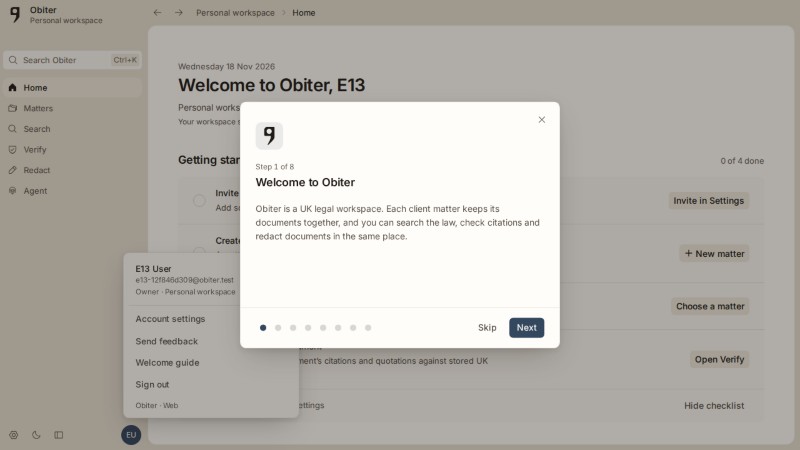 Obiter
Personal workspace
Personal workspace
Home
Search Obiter
Ctrl+K
Home
Matters
Search
Verify
Redact
Agent
Wednesday 18 Nov 2026
Welcome to Obiter, E13
Personal works
Your workspace
Getting star
0 of 4 done
Invite
Add
Invite in Settings
Create
New matter
Choose a matter
ment's citations and quotations against stored UK
Open Verify
ettings
Hide checklist
Step 1 of 8
Welcome to Obiter
Obiter is a UK legal workspace. Each client matter keeps its
documents together, and you can search the law, check citations and
redact documents in the same place.
Skip
Next
E13 User
e13-12f846d309@obiter.test
Owner · Personal workspace
Account settings
Send feedback
Welcome guide
Sign out
Obiter · Web
EU